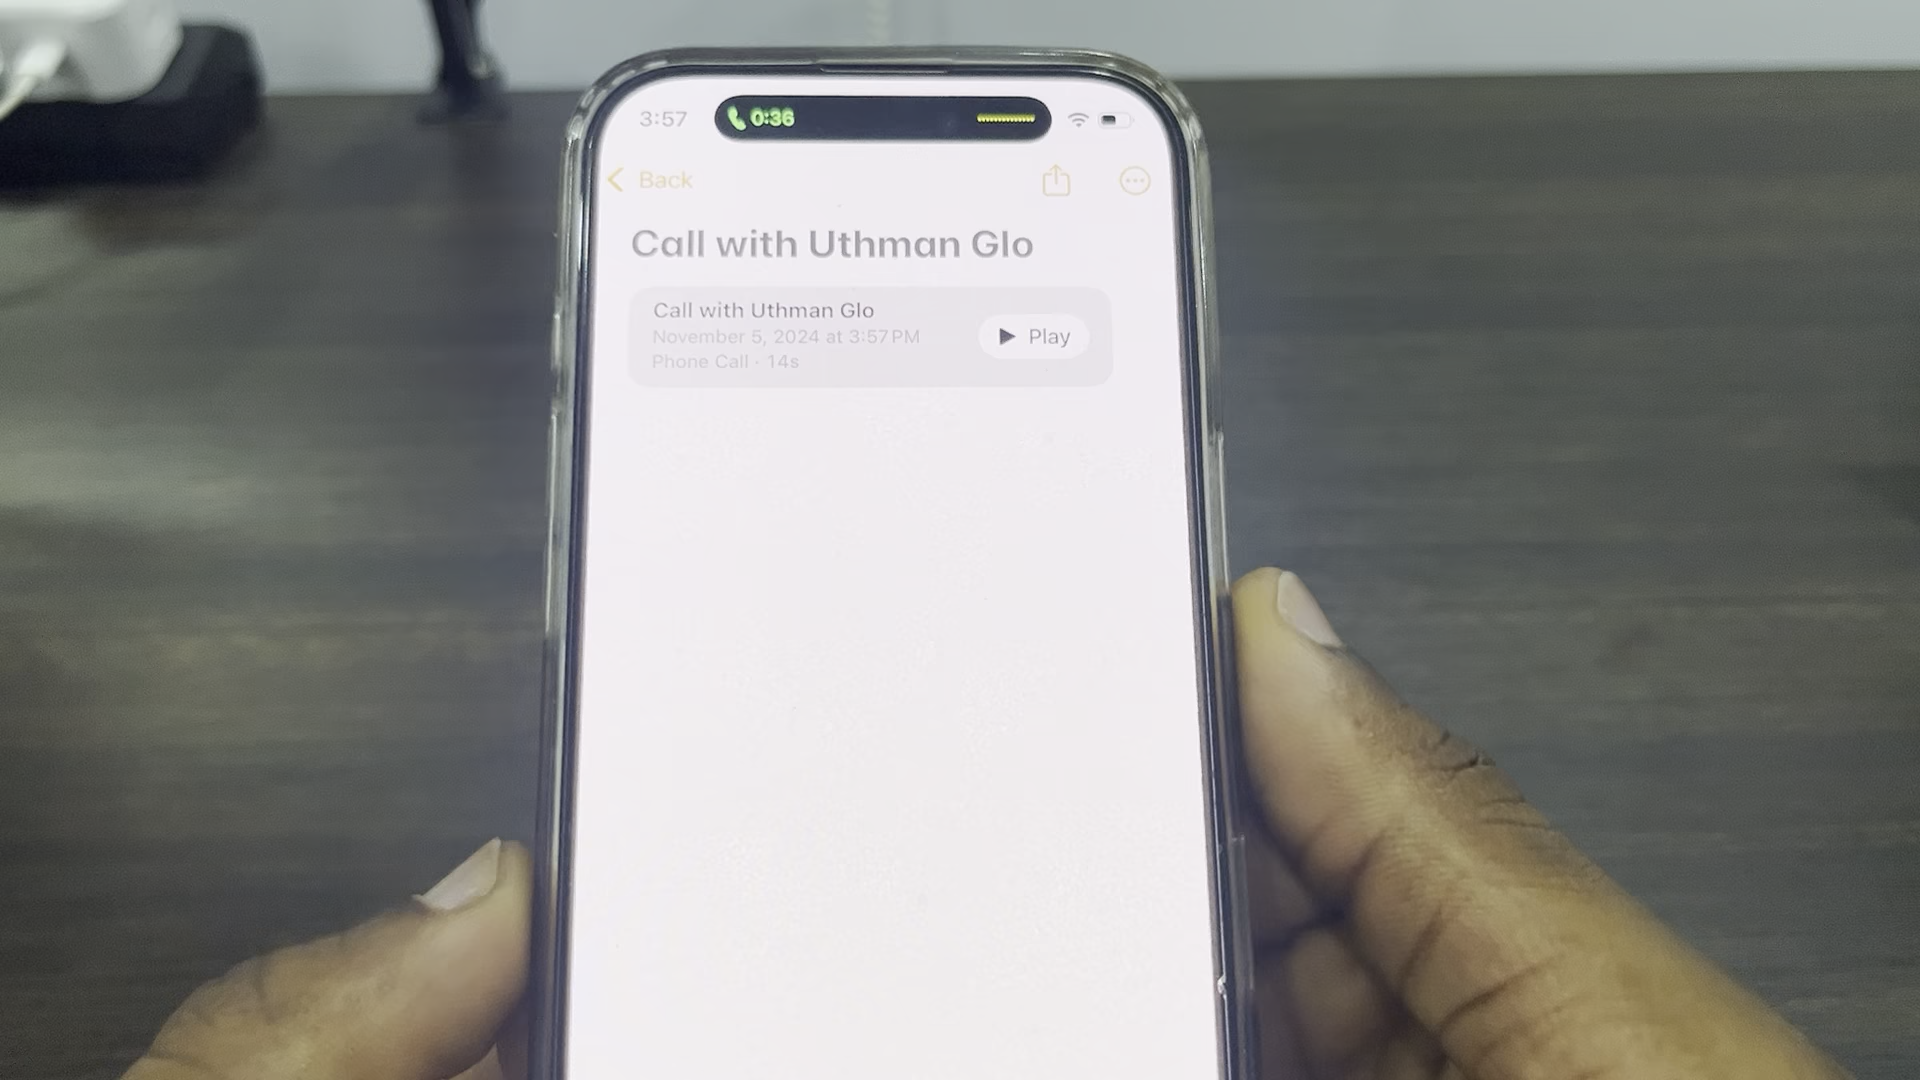 3:57
0:36
Back
Call with Uthman Glo
Call with Uthman Glo
November 5, 2024 at 3:57 PM
Phone Call · 14s
Play